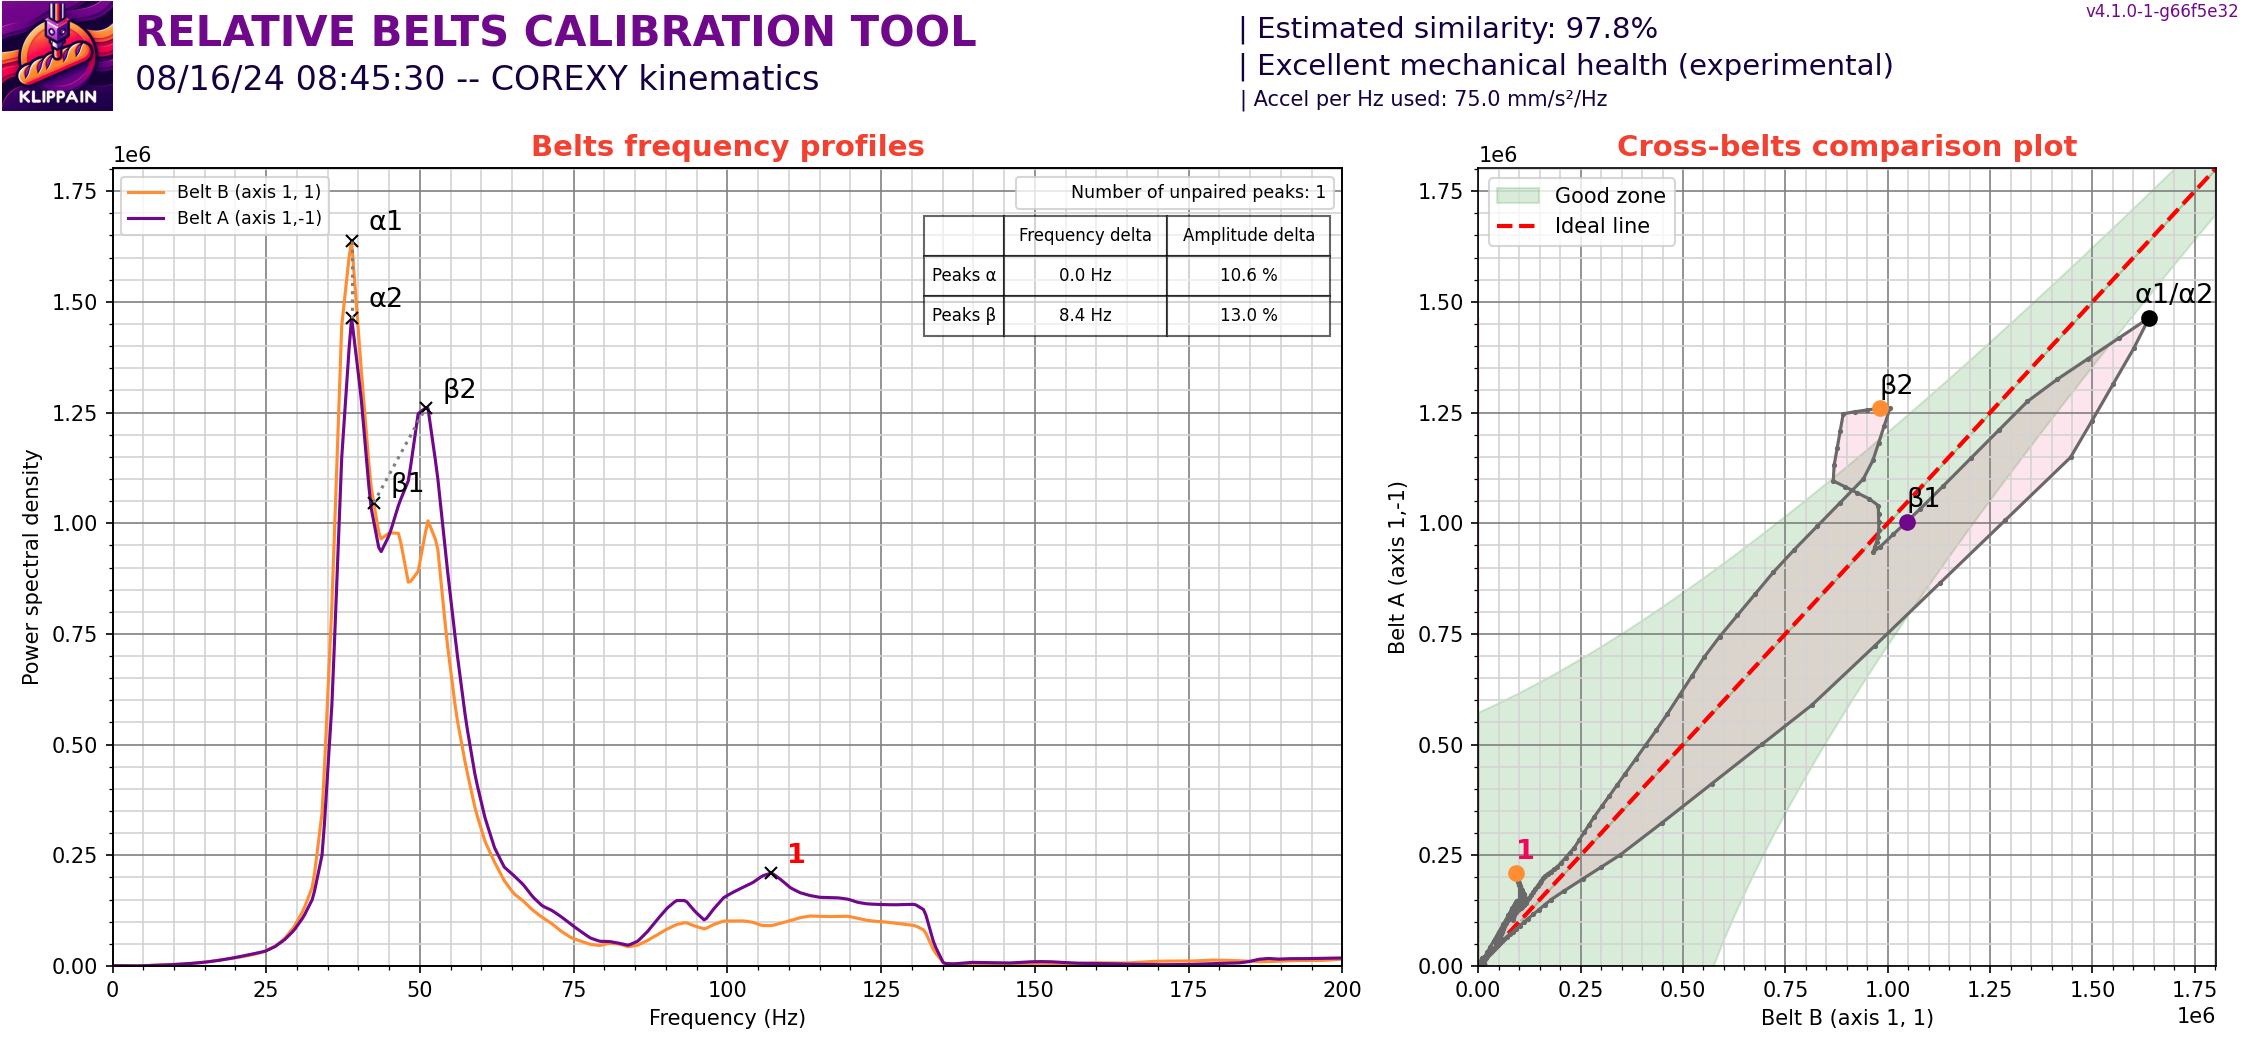 KLIPPAIN
RELATIVE BELTS CALIBRATION TOOL
08/16/24 08:45:30 -- COREXY kinematics
| Estimated similarity: 97.8%
| Excellent mechanical health (experimental)
| Accel per Hz used: 75.0 mm/s²/Hz
v4.1.0-1-g66f5e32
Belts frequency profiles
1e6
Belt B (axis 1, 1)
Belt A (axis 1,-1)
Number of unpaired peaks: 1
Frequency delta Amplitude delta
Peaks α 0.0 Hz 10.6 %
Peaks β 8.4 Hz 13.0 %
α1
α2
β2
β1
1
Power spectral density
1.75
1.50
1.25
1.00
0.75
0.50
0.25
0.00
0 25 50 75 100 125 150 175 200
Frequency (Hz)
Cross-belts comparison plot
1e6
Good zone
Ideal line
α1/α2
β2
β1
1
Belt A (axis 1,-1)
1.75
1.50
1.25
1.00
0.75
0.50
0.25
0.00
0.00 0.25 0.50 0.75 1.00 1.25 1.50 1.75
Belt B (axis 1, 1)
1e6